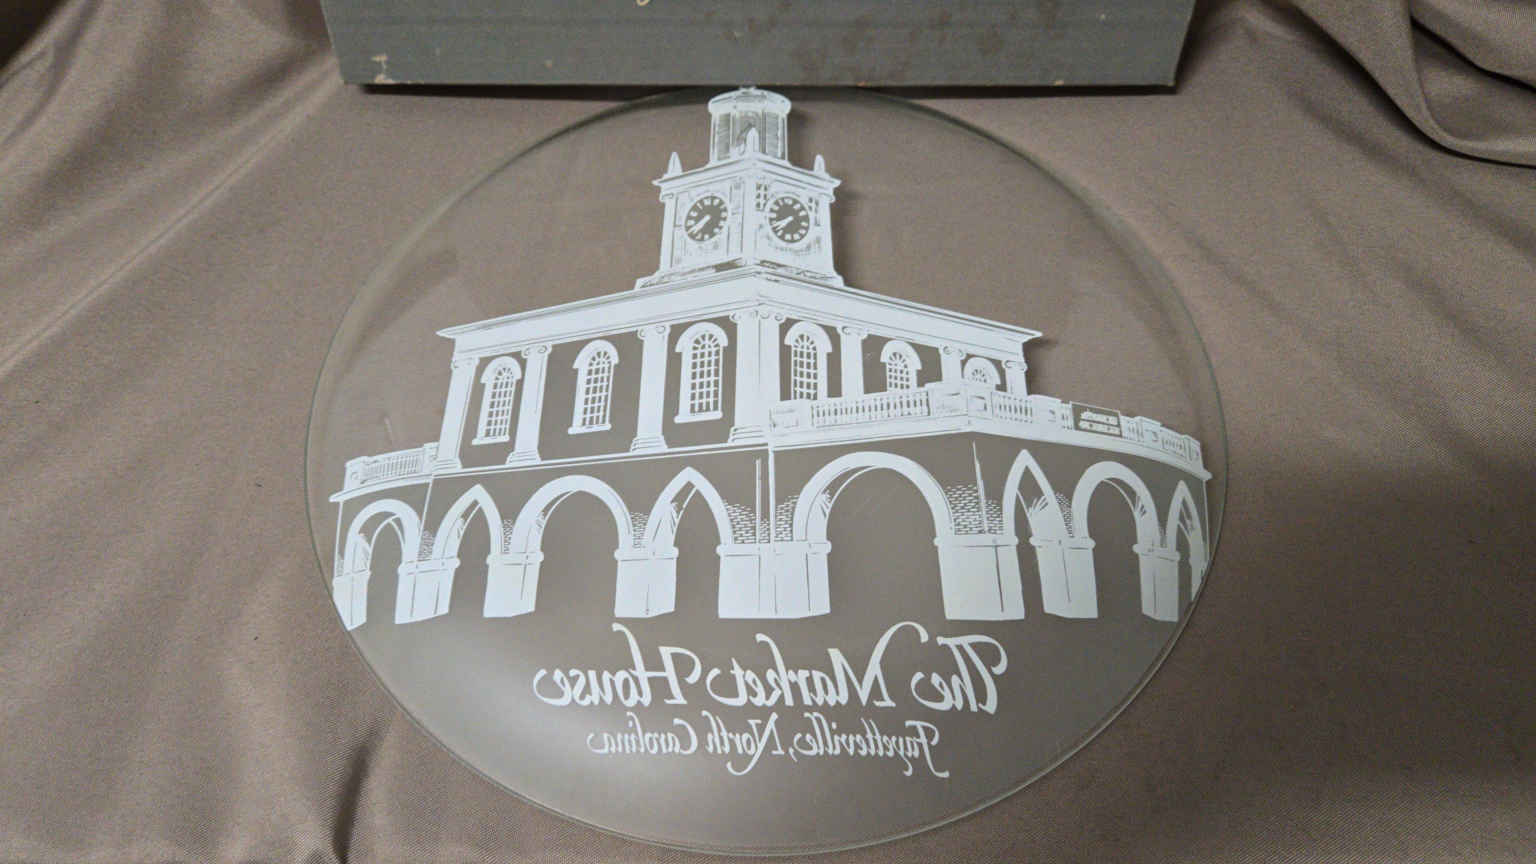 The Market House
Fayetteville, North Carolina